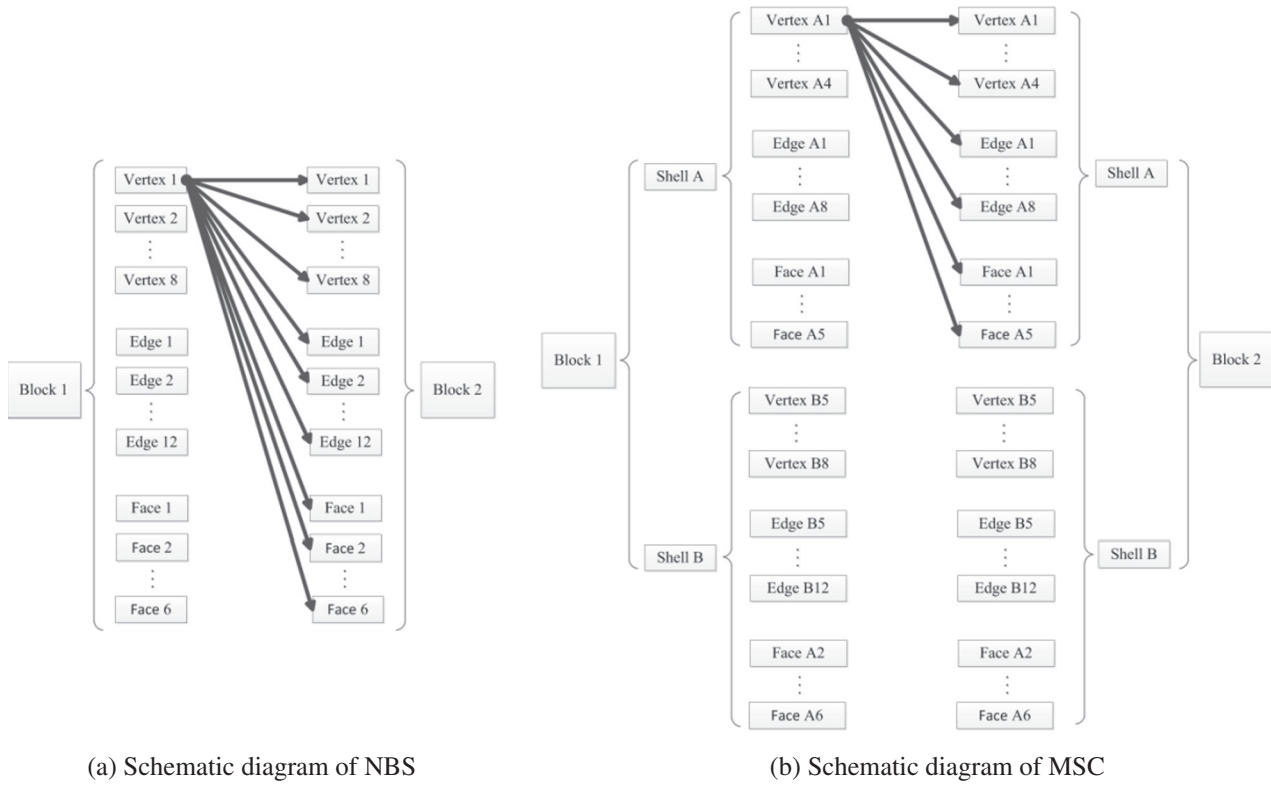 Block 1
Vertex 1
Vertex 2
⋮
Vertex 8
Edge 1
Edge 2
⋮
Edge 12
Face 1
Face 2
⋮
Face 6
Vertex 1
Vertex 2
⋮
Vertex 8
Edge 1
Edge 2
⋮
Edge 12
Face 1
Face 2
⋮
Face 6
Block 2
(a) Schematic diagram of NBS
Block 1
Shell A
Vertex A1
⋮
Vertex A4
Edge A1
⋮
Edge A8
Face A1
⋮
Face A5
Vertex A1
⋮
Vertex A4
Edge A1
⋮
Edge A8
Face A1
⋮
Face A5
Shell A
Shell B
Vertex B5
⋮
Vertex B8
Edge B5
⋮
Edge B12
Face A2
⋮
Face A6
Vertex B5
⋮
Vertex B8
Edge B5
⋮
Edge B12
Face A2
⋮
Face A6
Shell B
Block 2
(b) Schematic diagram of MSC